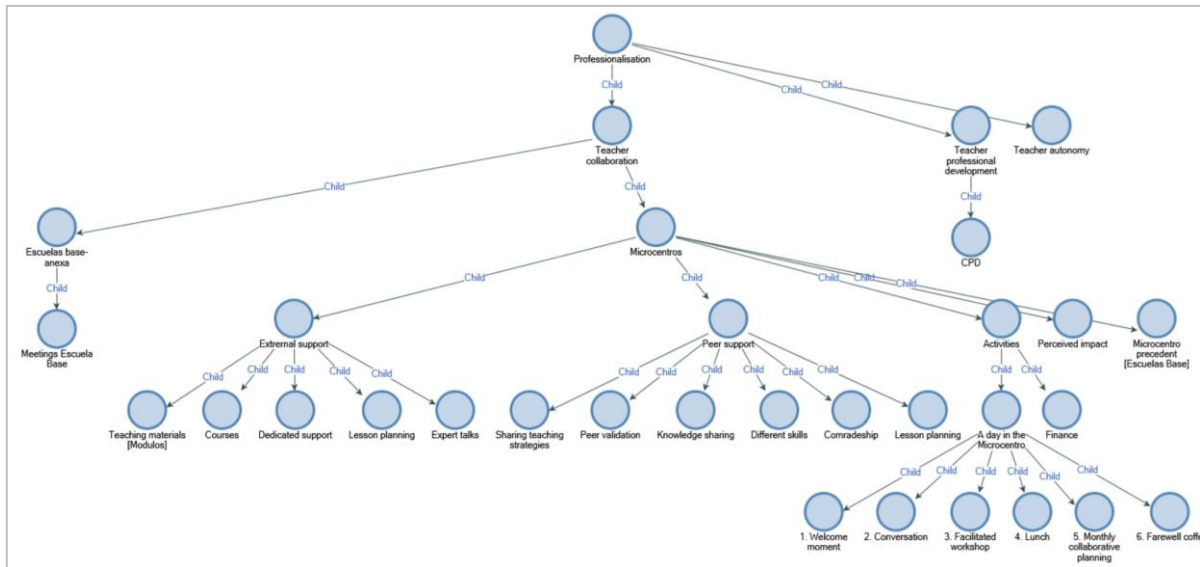 Professionalisation
Child
Child
Child
Teacher
collaboration
Teacher
professional
development
Teacher autonomy
Child
Child
Child
Escuelas base-
anexa
Microcentros
CPD
Child
Child
Child
Child
Child
Child
Meetings Escuela
Base
Extrernal support
Peer support
Activities
Perceived impact
Microcentro
precedent
[Escuelas Base]
Child
Child
Child
Child
Child
Child
Child
Child
Child
Child
Child
Child
Child
Teaching materials
[Modulos]
Courses
Dedicated support
Lesson planning
Expert talks
Sharing teaching
strategies
Peer validation
Knowledge sharing
Different skills
Comradeship
Lesson planning
A day in the
Microcentro
Finance
Child
Child
Child
Child
Child
Child
1. Welcome
moment
2. Conversation
3. Facilitated
workshop
4. Lunch
5. Monthly
collaborative
planning
6. Farewell coffe